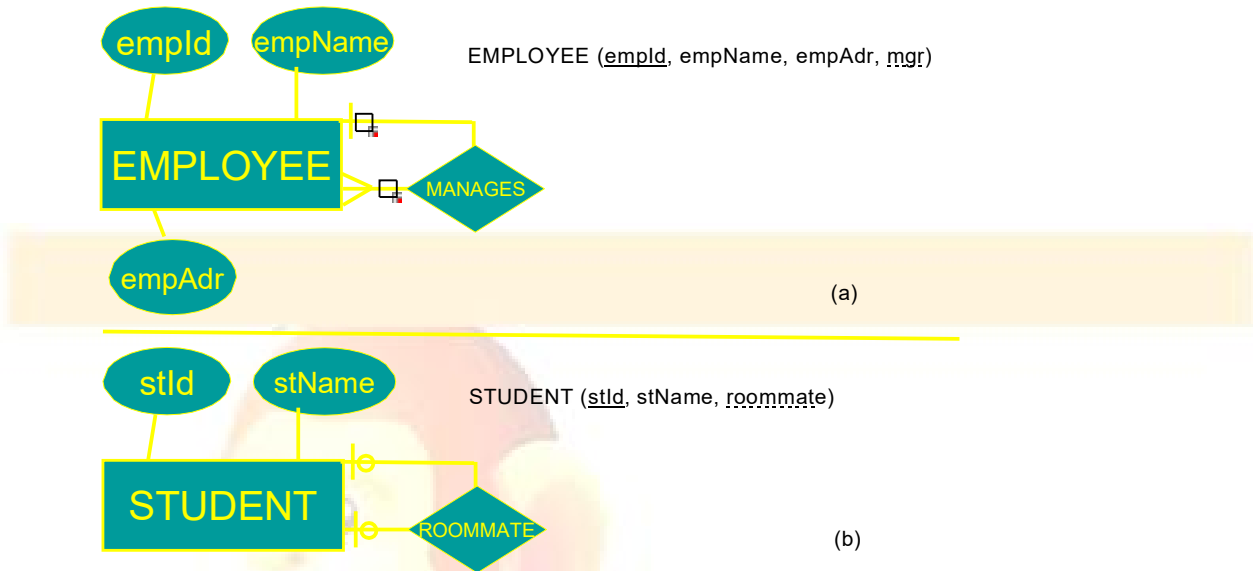 empId empName
EMPLOYEE (empId, empName, empAdr, mgr)
EMPLOYEE
MANAGES
empAdr
(a)
stId stName
STUDENT (stId, stName, roommate)
STUDENT
ROOMMATE
(b)